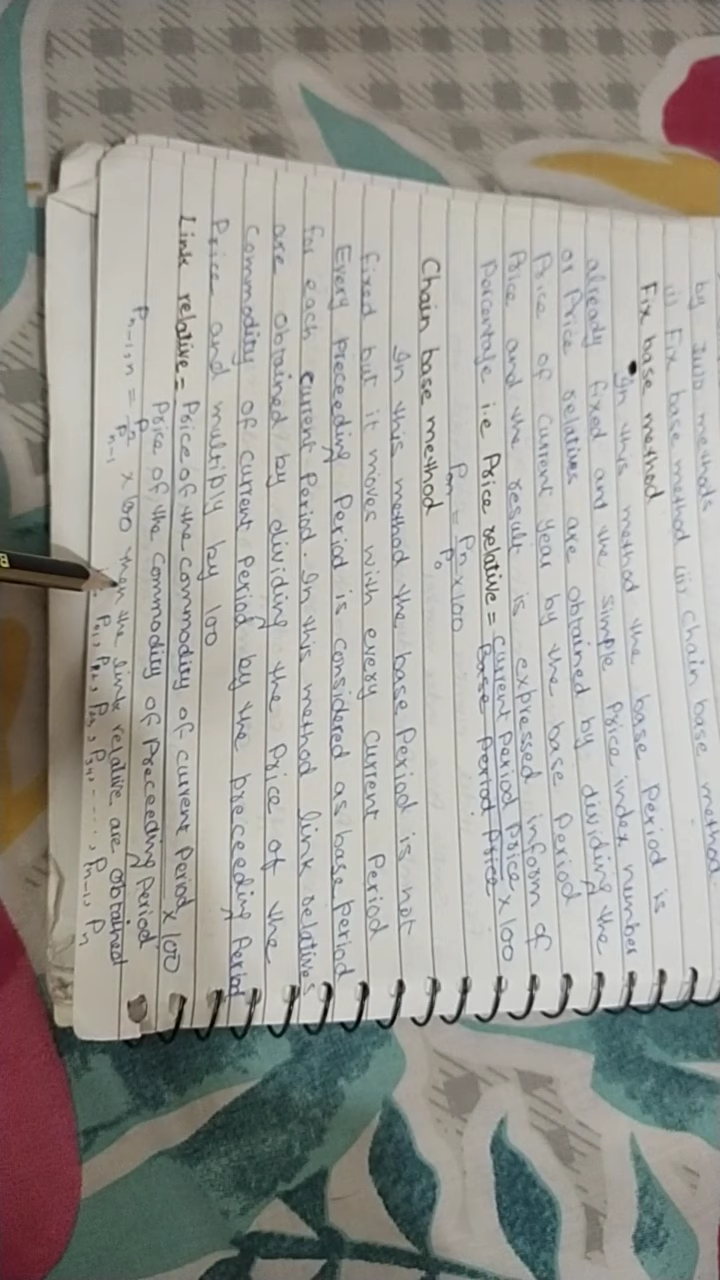 by two methods
i) Fix base method ii) Chain base method
Fix base method
In this method the base Period is
already fixed and the simple Price index number
or Price relatives are obtained by dividing the
Price of current year by the base Period
Price and the result is expressed inform of
Percentage i.e Price relative = current Period Price × 100
Base Period Price
Pon = Pn/Po × 100
Chain base method
In this method the base Period is not
fixed but it moves with every current Period
Every preceeding Period is considered as base Period
for each current Period. In this method link relatives
are obtained by dividing the Price of the
Commodity of current Period by the preceeding Period
Price and multiply by 100
Link relative = Price of the commodity of current Period × 100
Price of the commodity of Preceeding Period
Pn-1,n = /Pn-1 × 100 then the link relative are obtained
P01, P12, P23, P34, ...., Pn-1, Pn